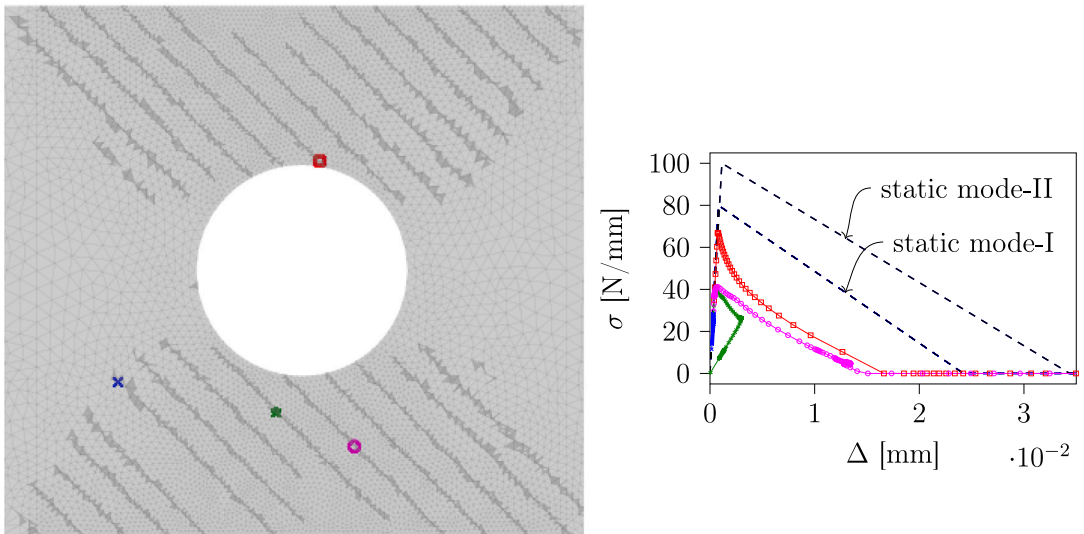 100
80
60
40
20
0
σ [N/mm]
static mode-II
static mode-I
0 1 2 3
Δ [mm] ·10⁻²